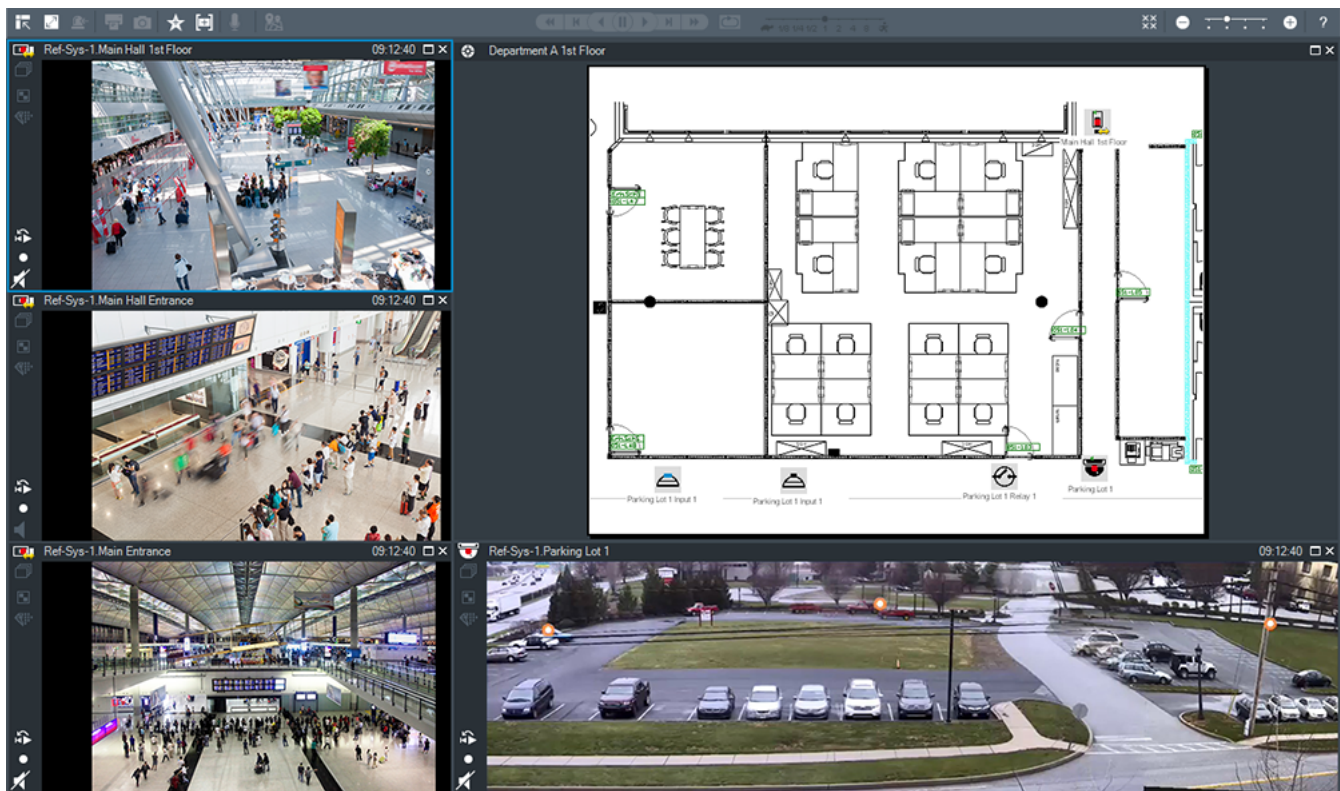 ?
Ref-Sys-1.Main Hall 1st Floor 09:12:40
Department A 1st Floor
Main Hall 1st Floor
Ref-Sys-1.Main Hall Entrance 09:12:40
Parking Lot 1 Input 1
Parking Lot 1 Input 1
Parking Lot 1 Relay 1
Parking Lot 1
Ref-Sys-1.Main Entrance 09:12:40
Ref-Sys-1.Parking Lot 1 09:12:40